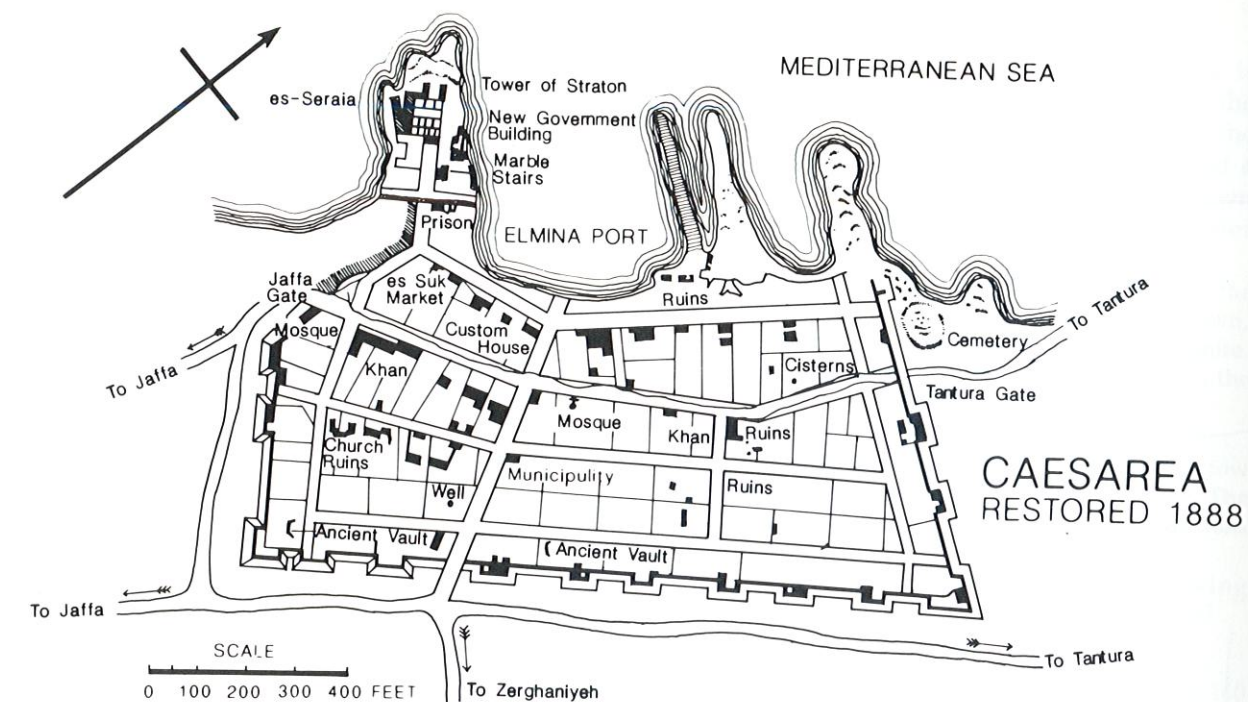 MEDITERRANEAN SEA
Tower of Straton
es-Seraia
New Government
Building
Marble
Stairs
Prison
ELMINA PORT
Jaffa
Gate
es Suk
Market
Ruins
To Tantura
Mosque
Custom
House
Cemetery
To Jaffa
Khan
Cisterns
Tantura Gate
Mosque
Khan
Ruins
Church
Ruins
CAESAREA
RESTORED 1888
Municipality
Ruins
Well
Ancient Vault
Ancient Vault
To Jaffa
To Tantura
SCALE
0 100 200 300 400 FEET
To Zerghaniyeh